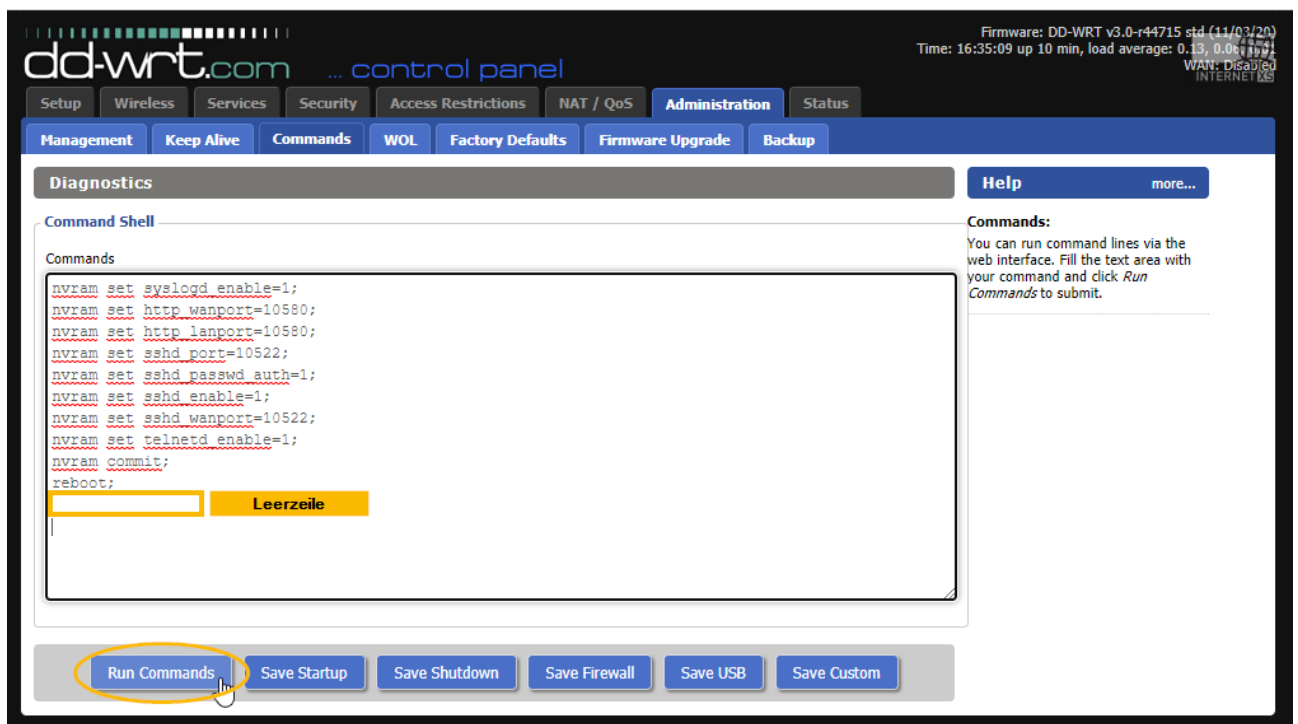 dd-wrt.com ... control panel
Firmware: DD-WRT v3.0-r44715 std (11/03/20)
Time: 16:35:09 up 10 min, load average: 0.13,
WAN: Disabled
INTERNET XS
Setup Wireless Services Security Access Restrictions NAT / QoS Administration Status
Management Keep Alive Commands WOL Factory Defaults Firmware Upgrade Backup
Diagnostics
Command Shell
Commands
nvram set syslogd_enable=1;
nvram set http_wanport=10580;
nvram set http_lanport=10580;
nvram set sshd_port=10522;
nvram set sshd_passwd_auth=1;
nvram set sshd_enable=1;
nvram set sshd_wanport=10522;
nvram set telnetd_enable=1;
nvram commit;
reboot;
Leerzeile
Run Commands Save Startup Save Shutdown Save Firewall Save USB Save Custom
Help more...
Commands:
You can run command lines via the
web interface. Fill the text area with
your command and click Run
Commands to submit.